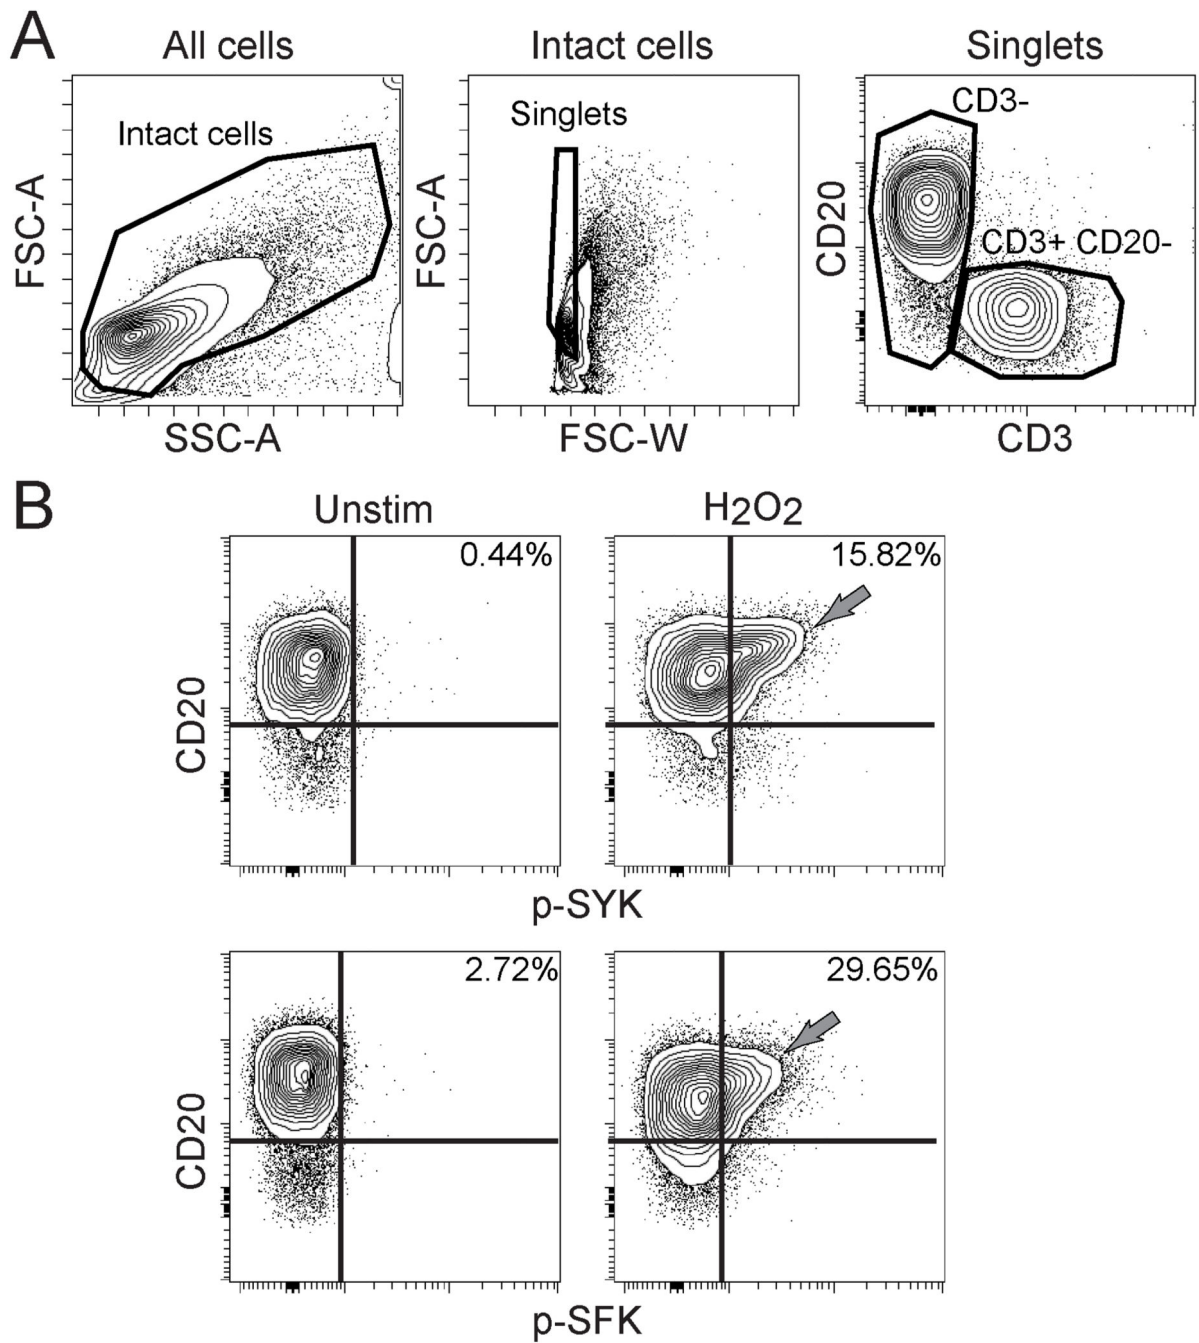 A
All cells
Intact cells
Singlets
Intact cells
Singlets
CD3-
CD3+ CD20-
FSC-A
FSC-A
CD20
SSC-A
FSC-W
CD3
B
Unstim
H2O2
0.44%
15.82%
CD20
p-SYK
2.72%
29.65%
CD20
p-SFK